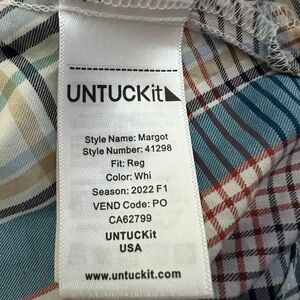 UNTUCKit
Style Name: Margot
Style Number: 41298
Fit: Reg
Color: Whi
Season: 2022 F1
VEND Code: PO
CA62799
UNTUCKit
USA
www.untuckit.com